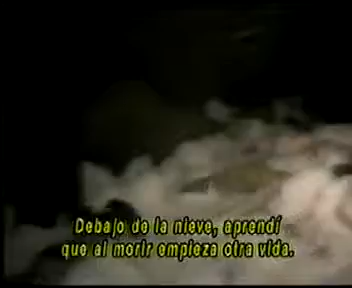 Debajo de la nieve, aprendí
que al morir empieza otra vida.